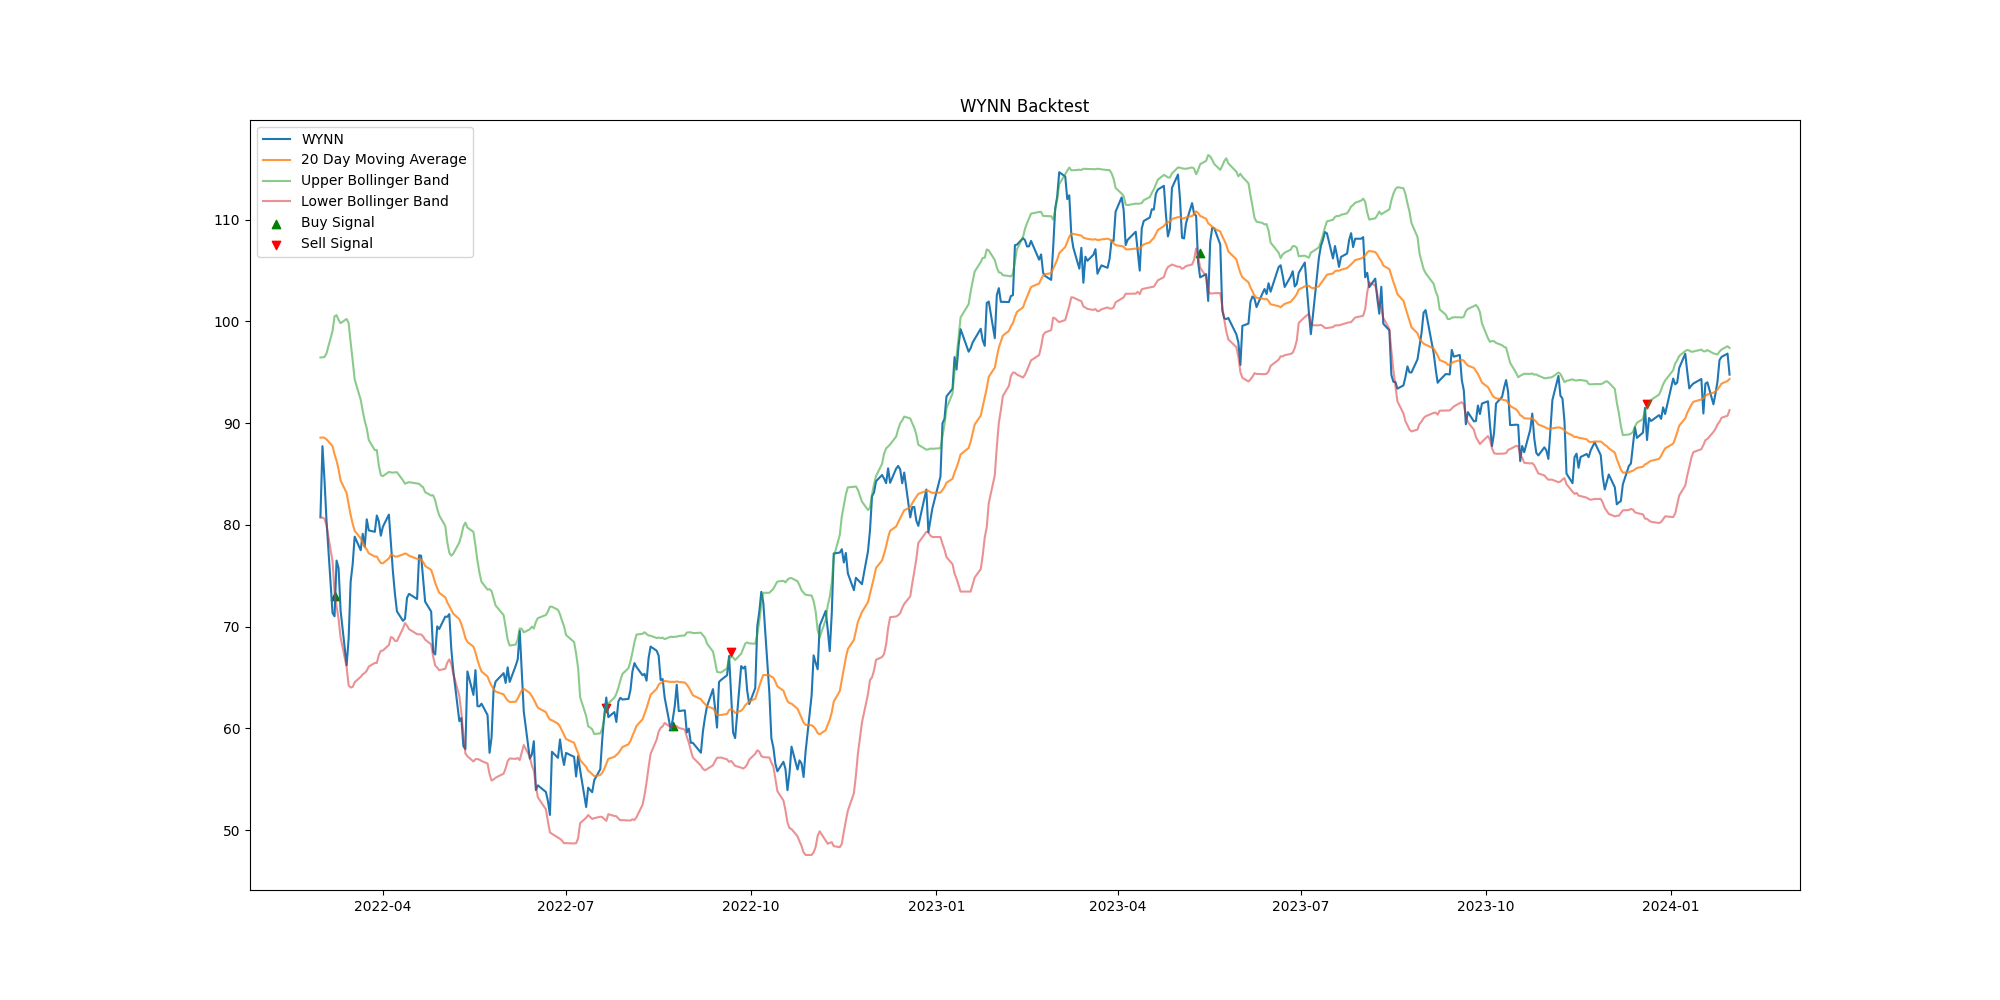 WYNN Backtest
WYNN
20 Day Moving Average
Upper Bollinger Band
Lower Bollinger Band
Buy Signal
Sell Signal
110
100
90
80
70
60
50
2022-04 2022-07 2022-10 2023-01 2023-04 2023-07 2023-10 2024-01